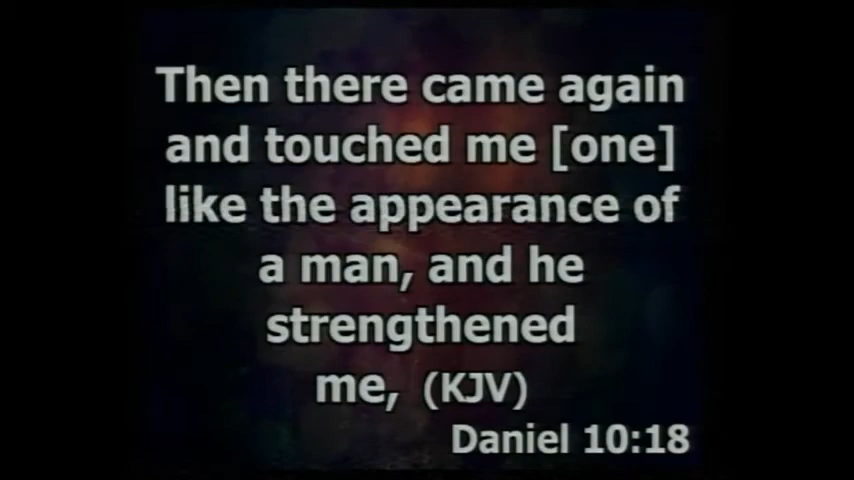 Then there came again
and touched me [one]
like the appearance of
a man, and he
strengthened
me, (KJV)
Daniel 10:18